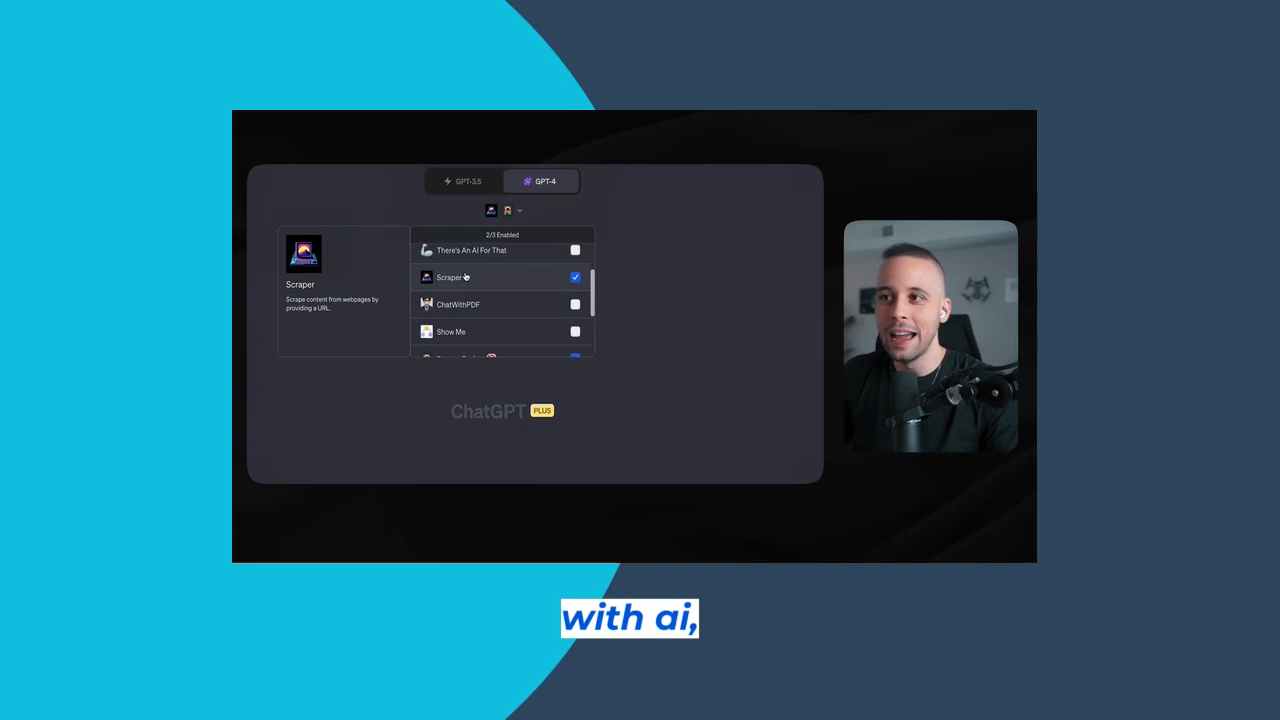 GPT-3.5
GPT-4
2/3 Enabled
There's An AI For That
Scraper
ChatWithPDF
Show Me
Scraper
Scrape content from webpages by
providing a URL.
ChatGPT PLUS
with ai,